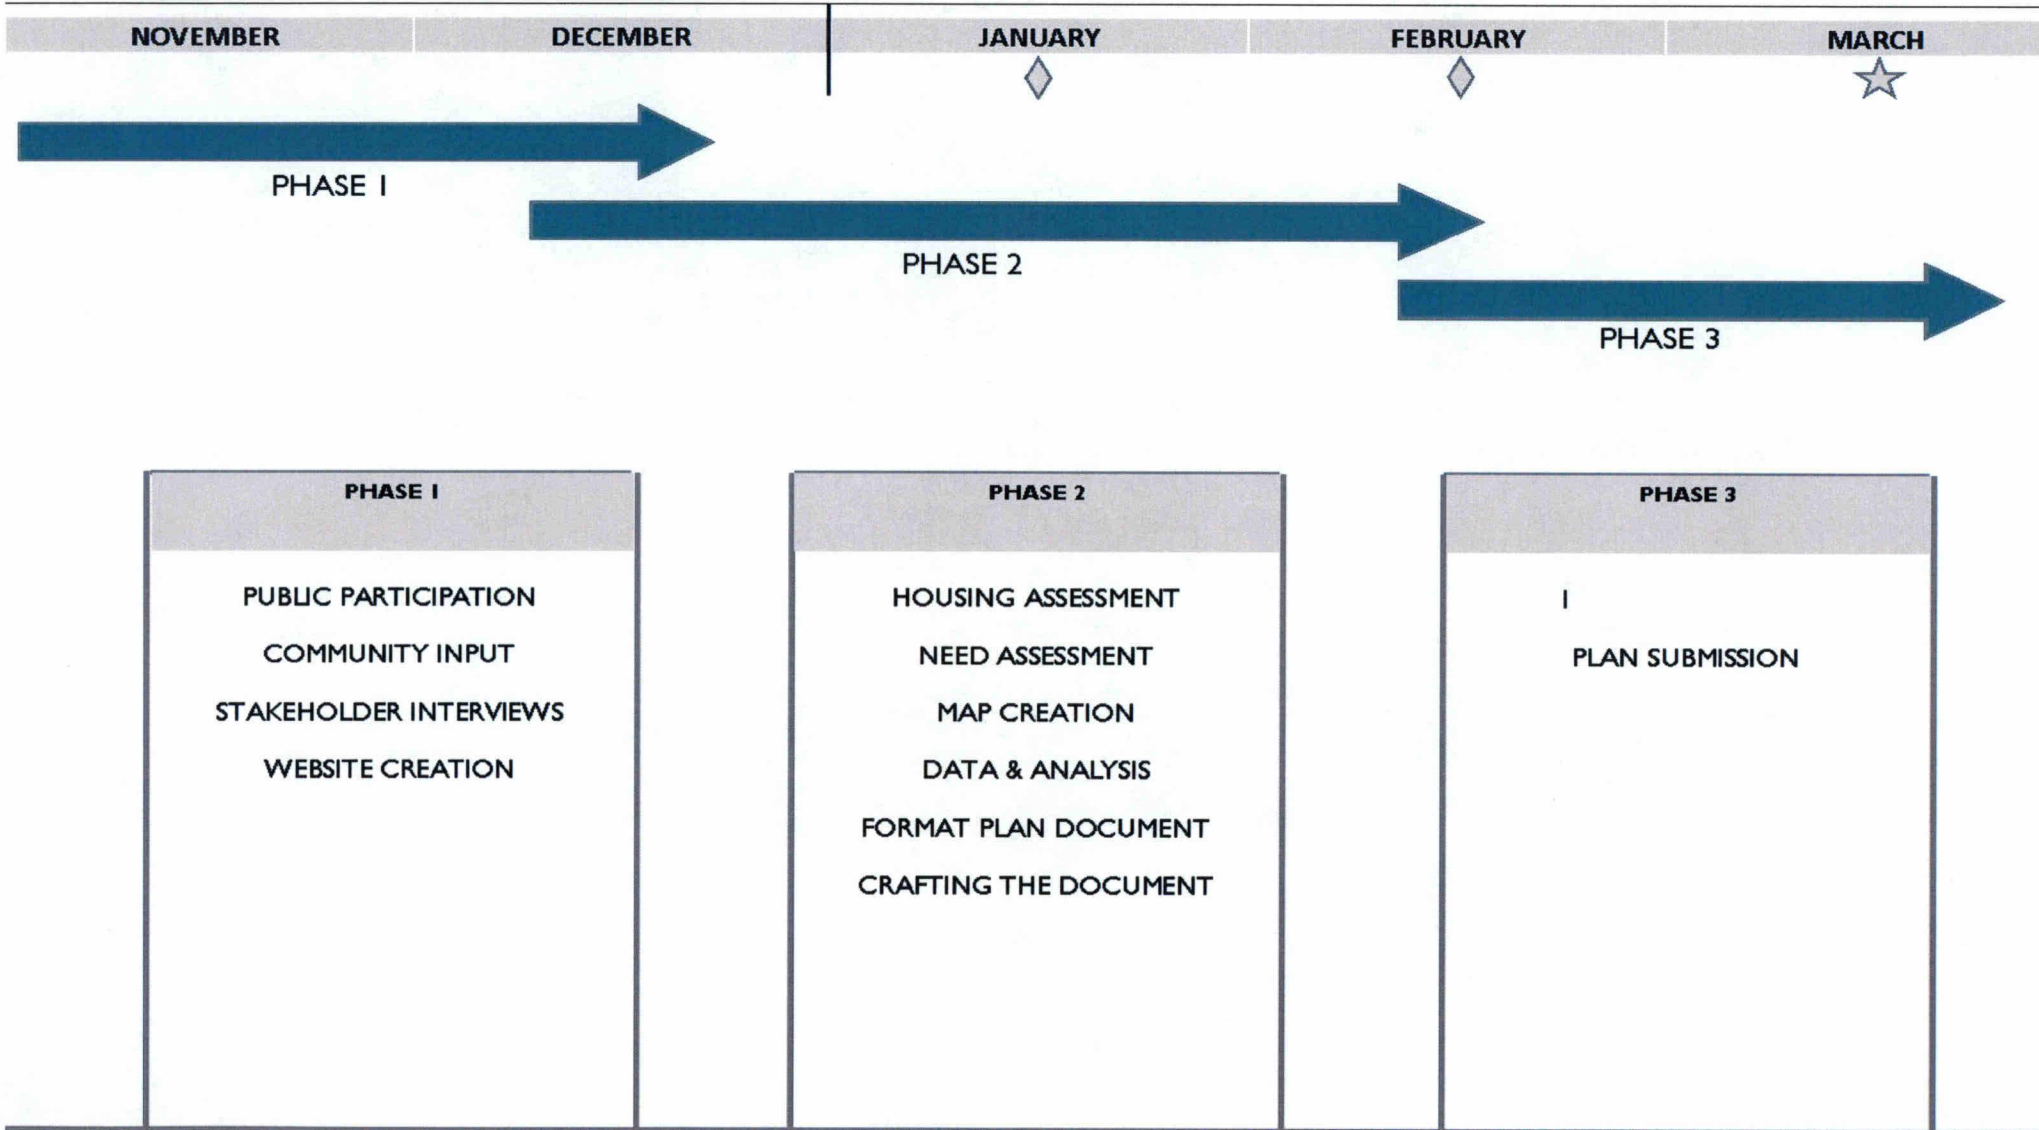 NOVEMBER
DECEMBER
JANUARY
FEBRUARY
MARCH
PHASE I
PHASE 2
PHASE 3
PHASE I
PUBLIC PARTICIPATION
COMMUNITY INPUT
STAKEHOLDER INTERVIEWS
WEBSITE CREATION
PHASE 2
HOUSING ASSESSMENT
NEED ASSESSMENT
MAP CREATION
DATA & ANALYSIS
FORMAT PLAN DOCUMENT
CRAFTING THE DOCUMENT
PHASE 3
I
PLAN SUBMISSION